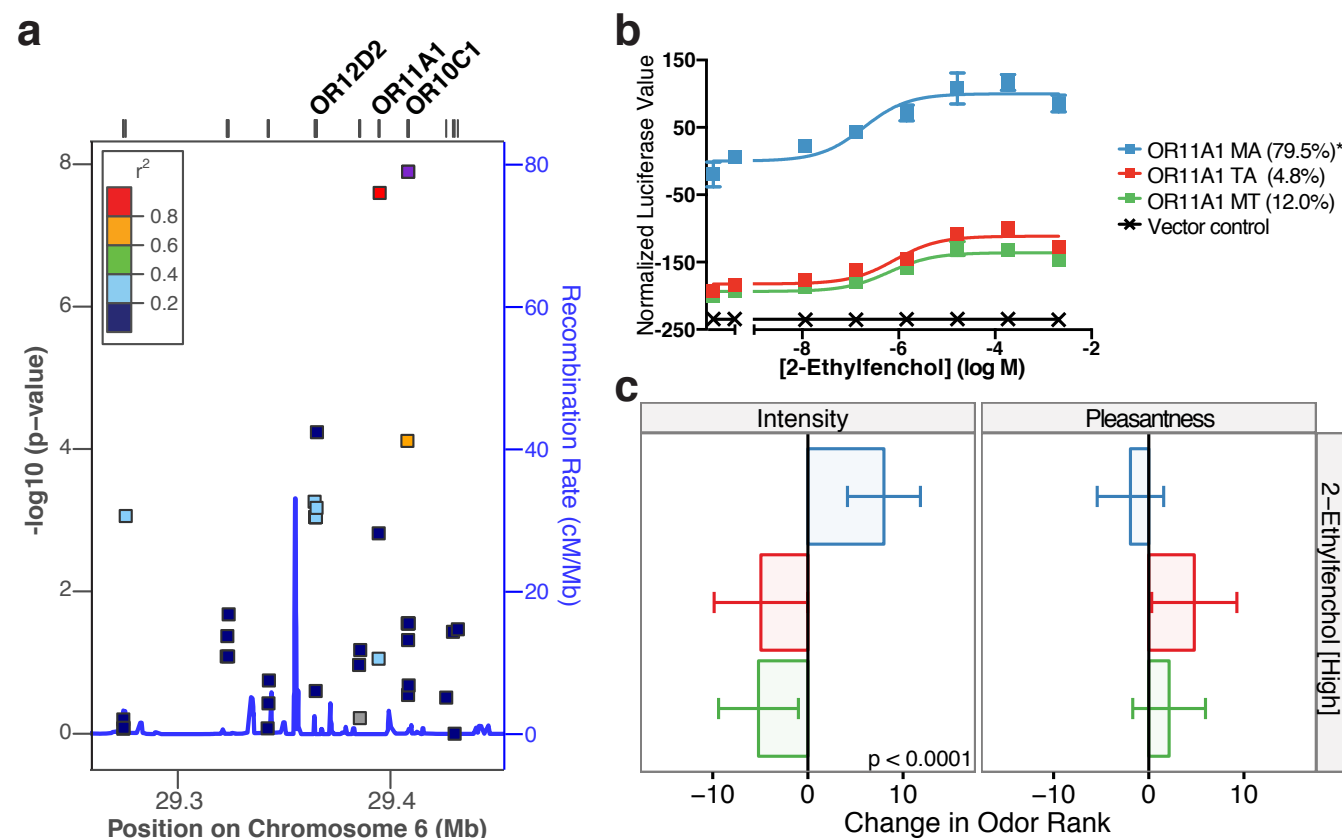 a
OR12D2
OR11A1
OR10C1
r2
0.8
0.6
0.4
0.2
8
6
4
2
0
-log10 (p−value)
80
60
40
20
0
Recombination Rate (cM/Mb)
29.3
29.4
Position on Chromosome 6 (Mb)
b
Normalized Luciferase Value
150
50
-50
-150
-250
-8
-6
-4
-2
[2-Ethylfenchol] (log M)
OR11A1 MA (79.5%)*
OR11A1 TA (4.8%)
OR11A1 MT (12.0%)
Vector control
c
Intensity
Pleasantness
2−Ethylfenchol [High]
p < 0.0001
−10
0
10
−10
0
10
Change in Odor Rank